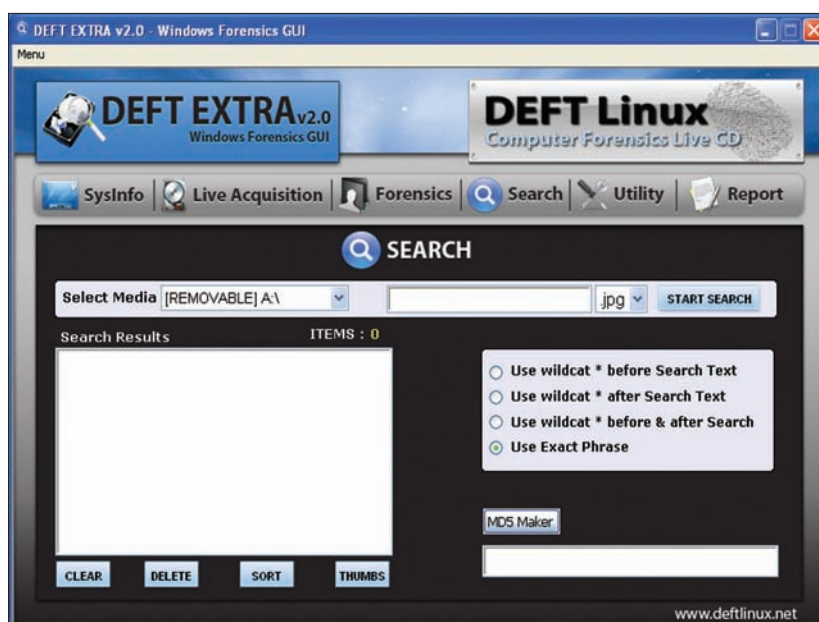 DEFT EXTRA v2.0 - Windows Forensics GUI
Menu
DEFT EXTRA v2.0
Windows Forensics GUI
DEFT Linux
Computer Forensics Live CD
SysInfo | Live Acquisition | Forensics | Search | Utility | Report
SEARCH
Select Media [REMOVABLE] A:\ .jpg START SEARCH
Search Results ITEMS : 0
Use wildcat * before Search Text
Use wildcat * after Search Text
Use wildcat * before & after Search
Use Exact Phrase
MD5 Maker
CLEAR DELETE SORT THUMBS
www.deftlinux.net